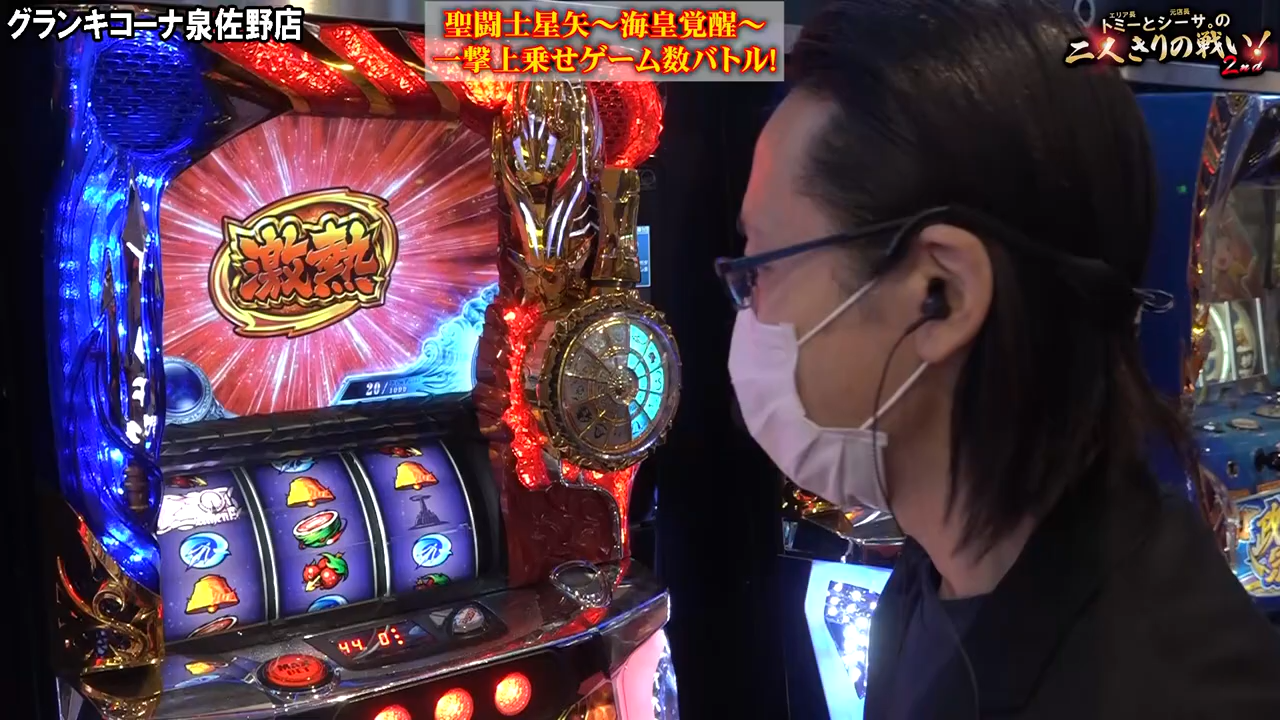 グランキコーナ泉佐野店
聖闘士星矢～海皇覚醒～
一撃上乗せゲーム数バトル!
エリア長
元店長
トミーとシーサ。の
二人きりの戦い!
2nd
激熱
20/
1000
MAX
BET
44